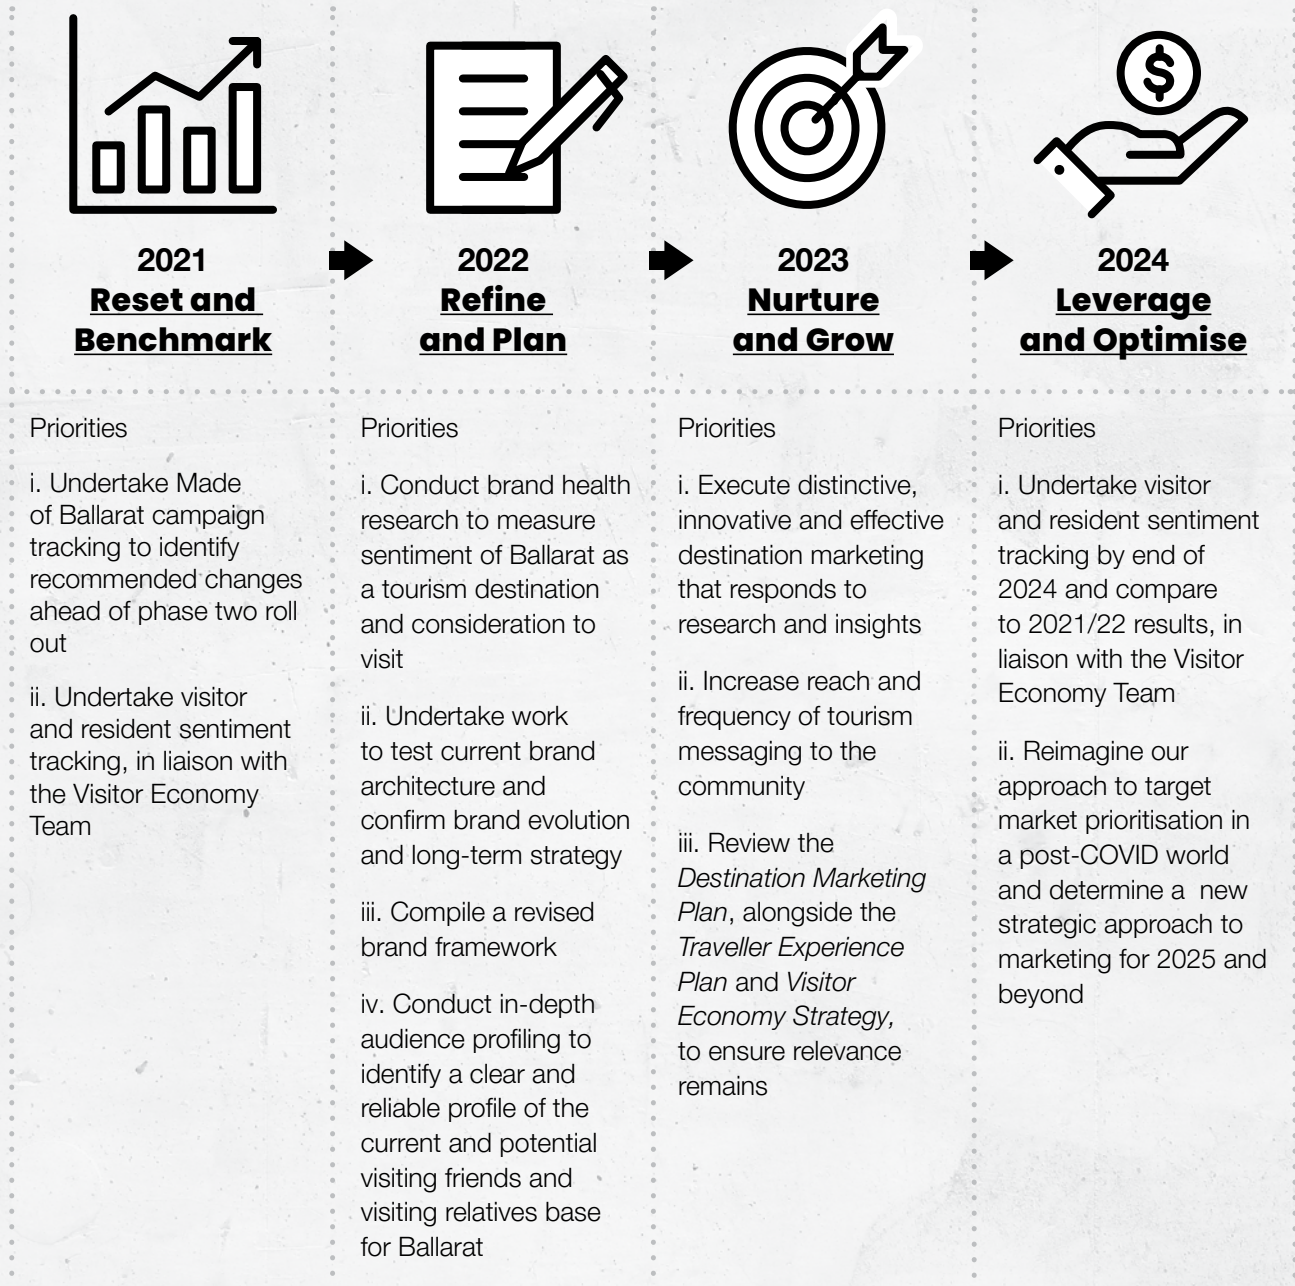 2021
Reset and
Benchmark
Priorities
i. Undertake Made
of Ballarat campaign
tracking to identify
recommended changes
ahead of phase two roll
out
ii. Undertake visitor
and resident sentiment
tracking, in liaison with
the Visitor Economy
Team
2022
Refine
and Plan
Priorities
i. Conduct brand health
research to measure
sentiment of Ballarat as
a tourism destination
and consideration to
visit
ii. Undertake work
to test current brand
architecture and
confirm brand evolution
and long-term strategy
iii. Compile a revised
brand framework
iv. Conduct in-depth
audience profiling to
identify a clear and
reliable profile of the
current and potential
visiting friends and
visiting relatives base
for Ballarat
2023
Nurture
and Grow
Priorities
i. Execute distinctive,
innovative and effective
destination marketing
that responds to
research and insights
ii. Increase reach and
frequency of tourism
messaging to the
community
iii. Review the
Destination Marketing
Plan, alongside the
Traveller Experience
Plan and Visitor
Economy Strategy,
to ensure relevance
remains
$
2024
Leverage
and Optimise
Priorities
i. Undertake visitor
and resident sentiment
tracking by end of
2024 and compare
to 2021/22 results, in
liaison with the Visitor
Economy Team
ii. Reimagine our
approach to target
market prioritisation in
a post-COVID world
and determine a  new
strategic approach to
marketing for 2025 and
beyond